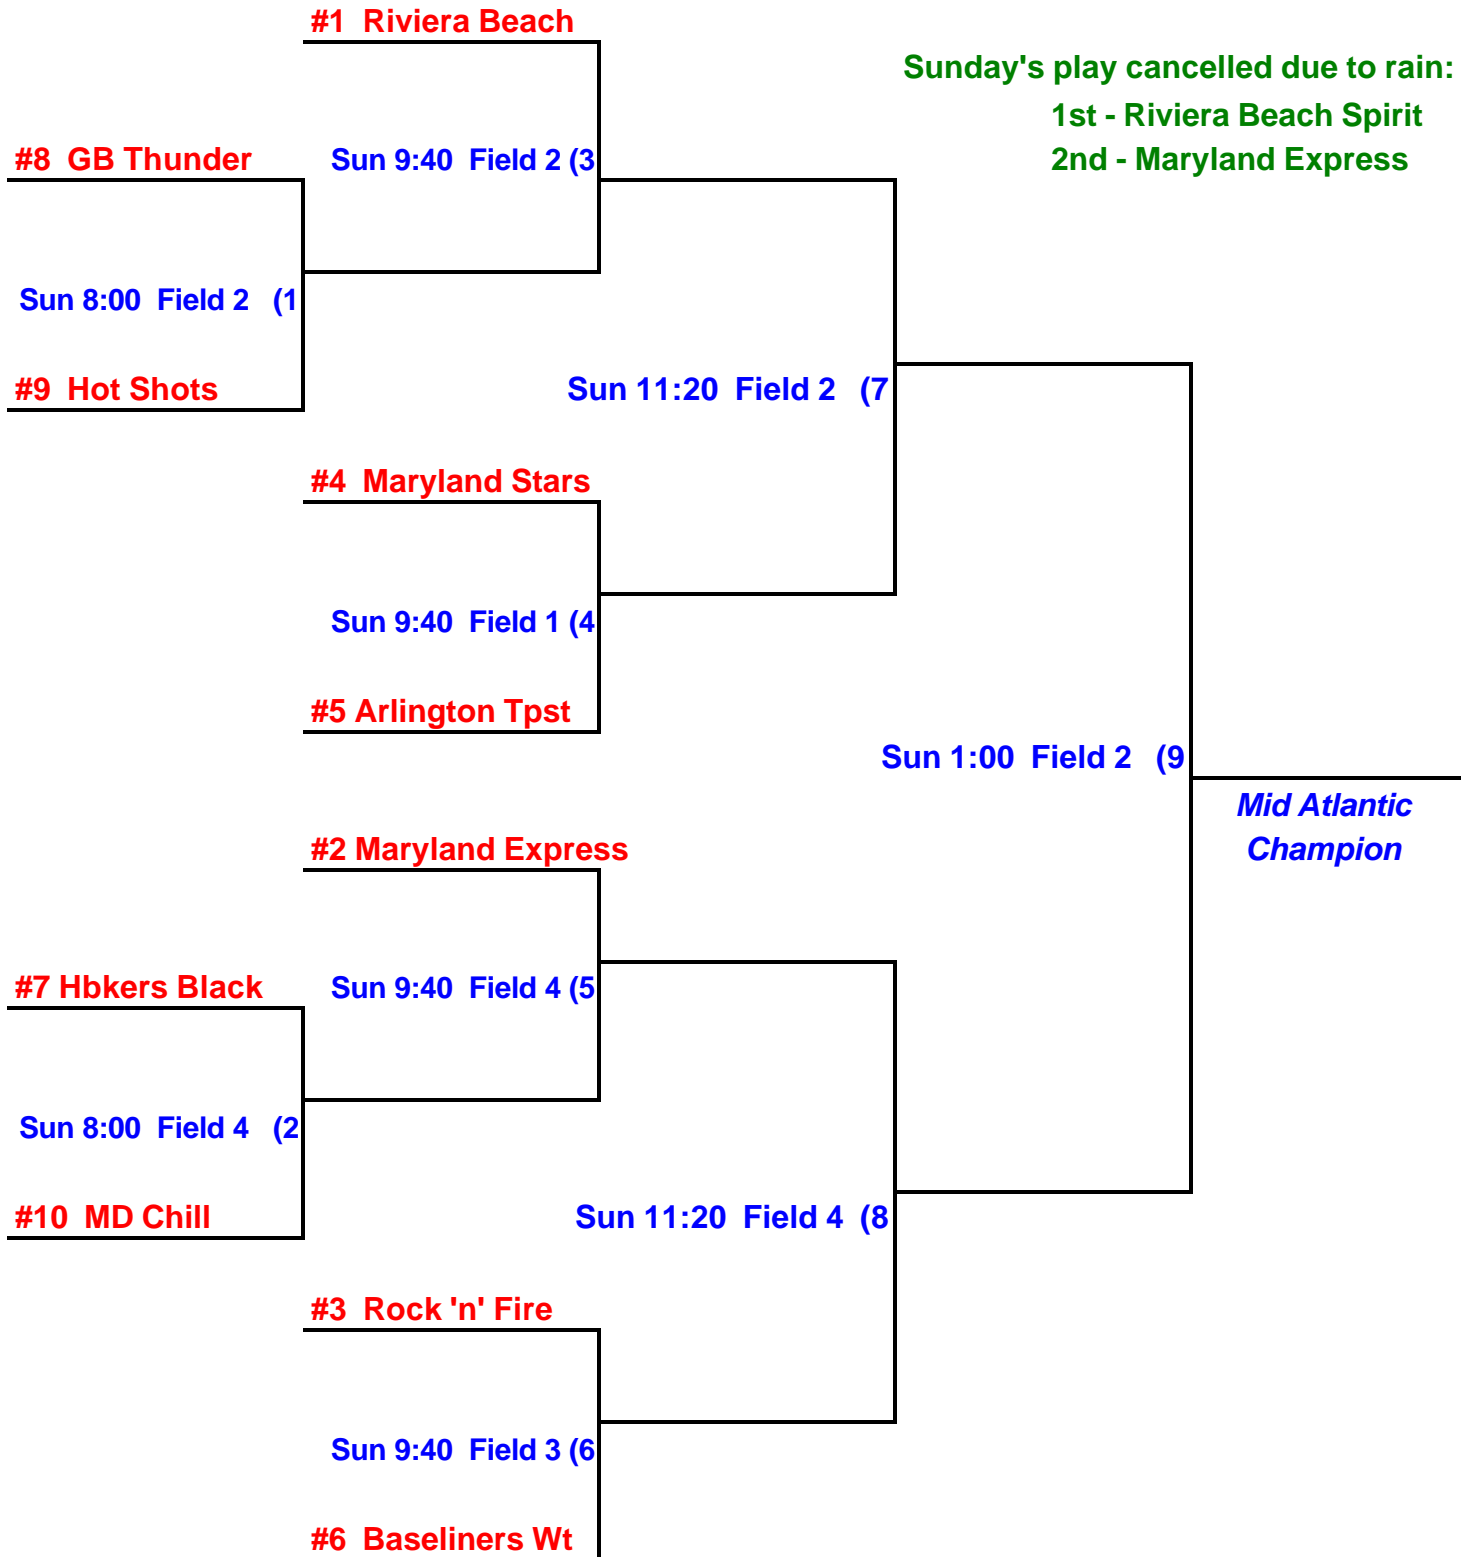 #1  Riviera Beach
Sunday's play cancelled due to rain:
1st - Riviera Beach Spirit
#8  GB Thunder
Sun 9:40  Field 2 (3
2nd - Maryland Express
Sun 8:00  Field 2   (1
#9  Hot Shots
Sun 11:20  Field 2   (7
#4  Maryland Stars
Sun 9:40  Field 1 (4
#5 Arlington Tpst
Sun 1:00  Field 2   (9
Mid Atlantic
Champion
#2 Maryland Express
#7 Hbkers Black
Sun 9:40  Field 4 (5
Sun 8:00  Field 4   (2
#10  MD Chill
Sun 11:20  Field 4  (8
#3  Rock 'n' Fire
Sun 9:40  Field 3 (6
#6  Baseliners Wt